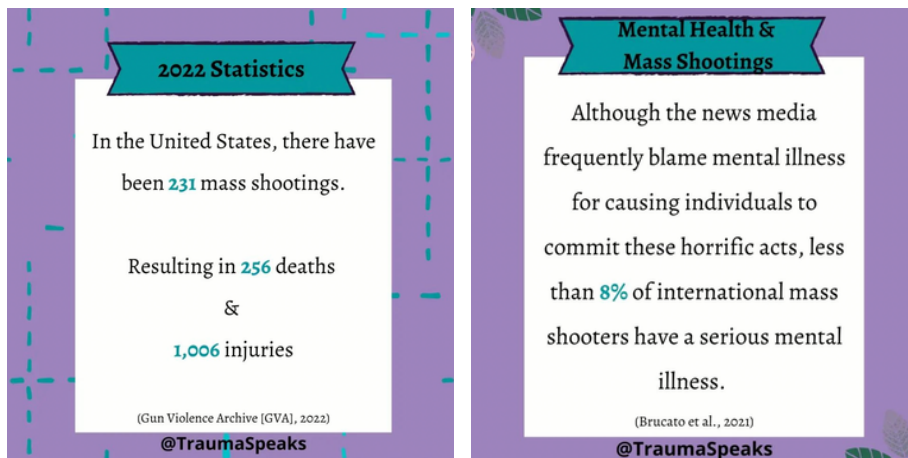 2022 Statistics
In the United States, there have
been 231 mass shootings.
Resulting in 256 deaths
&
1,006 injuries
(Gun Violence Archive [GVA], 2022)
@TraumaSpeaks
Mental Health &
Mass Shootings
Although the news media
frequently blame mental illness
for causing individuals to
commit these horrific acts, less
than 8% of international mass
shooters have a serious mental
illness.
(Brucato et al., 2021)
@TraumaSpeaks